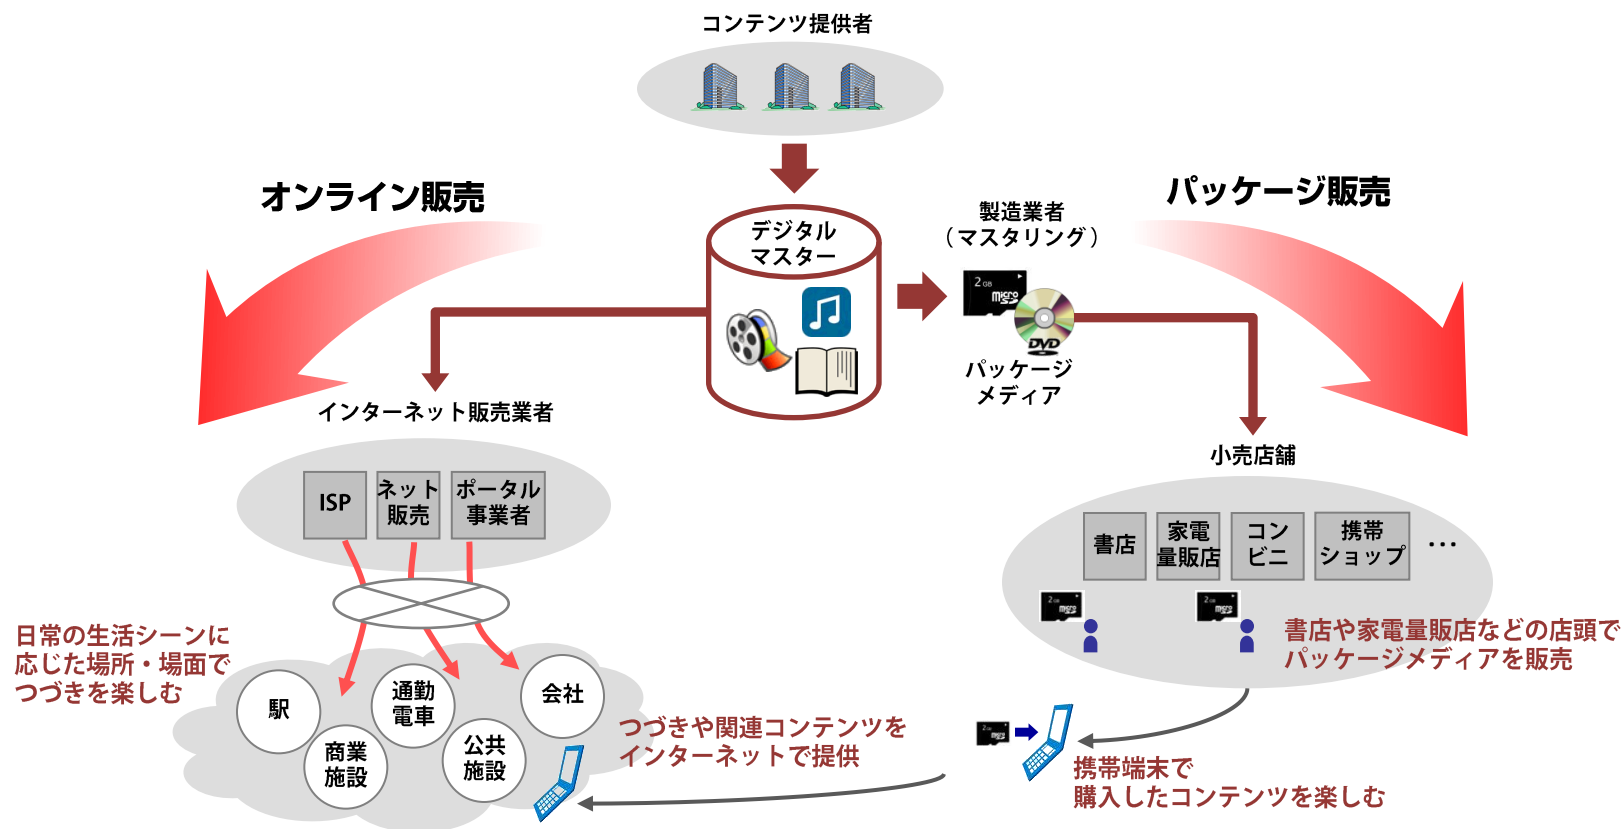 コンテンツ提供者
オンライン販売
パッケージ販売
デジタル
マスター
製造業者
（マスタリング）
2 GB
micro
SD
DVD
パッケージ
メディア
インターネット販売業者
ISP
ネット
販売
ポータル
事業者
小売店舗
書店
家電
量販店
コン
ビニ
携帯
ショップ
…
2 GB
micro
2 GB
micro
書店や家電量販店などの店頭で
パッケージメディアを販売
日常の生活シーンに
応じた場所・場面で
つづきを楽しむ
駅
商業
施設
通勤
電車
公共
施設
会社
つづきや関連コンテンツを
インターネットで提供
携帯端末で
購入したコンテンツを楽しむ